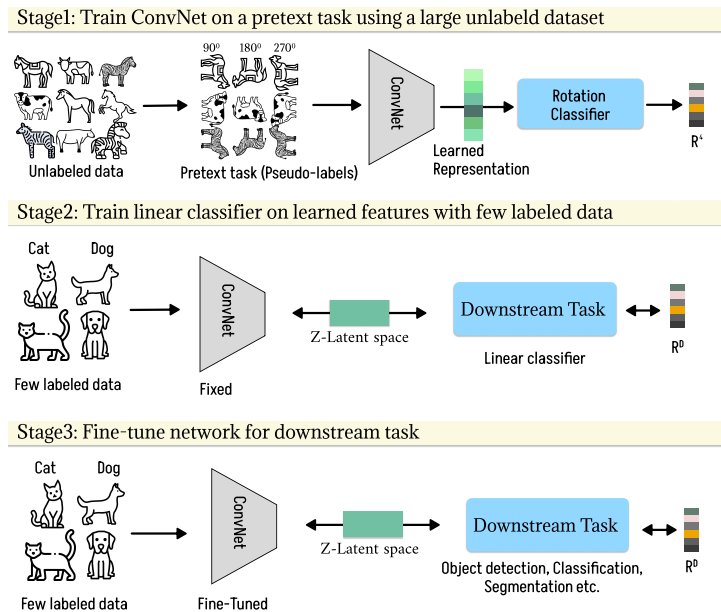 Stage1: Train ConvNet on a pretext task using a large unlabeld dataset
90⁰ 180⁰ 270⁰
ConvNet
Rotation
Classifier
R⁴
Learned
Representation
Unlabeled data
Pretext task (Pseudo-labels)
Stage2: Train linear classifier on learned features with few labeled data
Cat Dog
ConvNet
Downstream Task
Z-Latent space
Rᴰ
Linear classifier
Few labeled data
Fixed
Stage3: Fine-tune network for downstream task
Cat Dog
ConvNet
Downstream Task
Z-Latent space
Rᴰ
Object detection, Classification,
Segmentation etc.
Few labeled data
Fine-Tuned